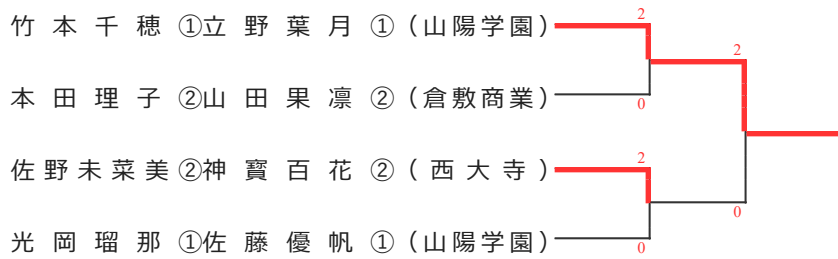 竹本千穂①立野葉月①(山陽学園)
2
2
本田理子②山田果凛②(倉敷商業)
0
佐野未菜美②神寳百花②(西大寺)
2
0
光岡瑠那①佐藤優帆①(山陽学園)
0